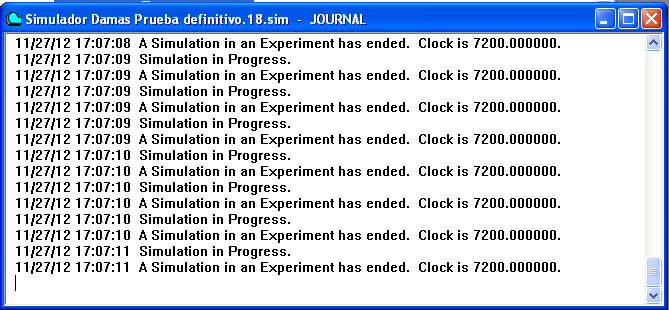 Simulador Damas Prueba definitivo.18.sim - JOURNAL
11/27/12 17:07:08 A Simulation in an Experiment has ended. Clock is 7200.000000.
11/27/12 17:07:09 Simulation in Progress.
11/27/12 17:07:09 A Simulation in an Experiment has ended. Clock is 7200.000000.
11/27/12 17:07:09 Simulation in Progress.
11/27/12 17:07:09 A Simulation in an Experiment has ended. Clock is 7200.000000.
11/27/12 17:07:09 Simulation in Progress.
11/27/12 17:07:09 A Simulation in an Experiment has ended. Clock is 7200.000000.
11/27/12 17:07:10 Simulation in Progress.
11/27/12 17:07:10 A Simulation in an Experiment has ended. Clock is 7200.000000.
11/27/12 17:07:10 Simulation in Progress.
11/27/12 17:07:10 A Simulation in an Experiment has ended. Clock is 7200.000000.
11/27/12 17:07:10 Simulation in Progress.
11/27/12 17:07:10 A Simulation in an Experiment has ended. Clock is 7200.000000.
11/27/12 17:07:11 Simulation in Progress.
11/27/12 17:07:11 A Simulation in an Experiment has ended. Clock is 7200.000000.